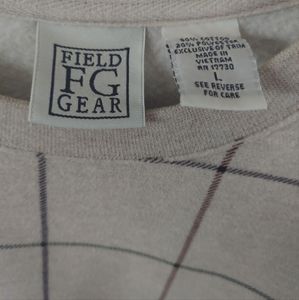 FIELD
FG
GEAR
80% COTTON
20% POLYESTER
EXCLUSIVE OF TRIM
MADE IN
VIETNAM
RN 17730
L
SEE REVERSE
FOR CARE